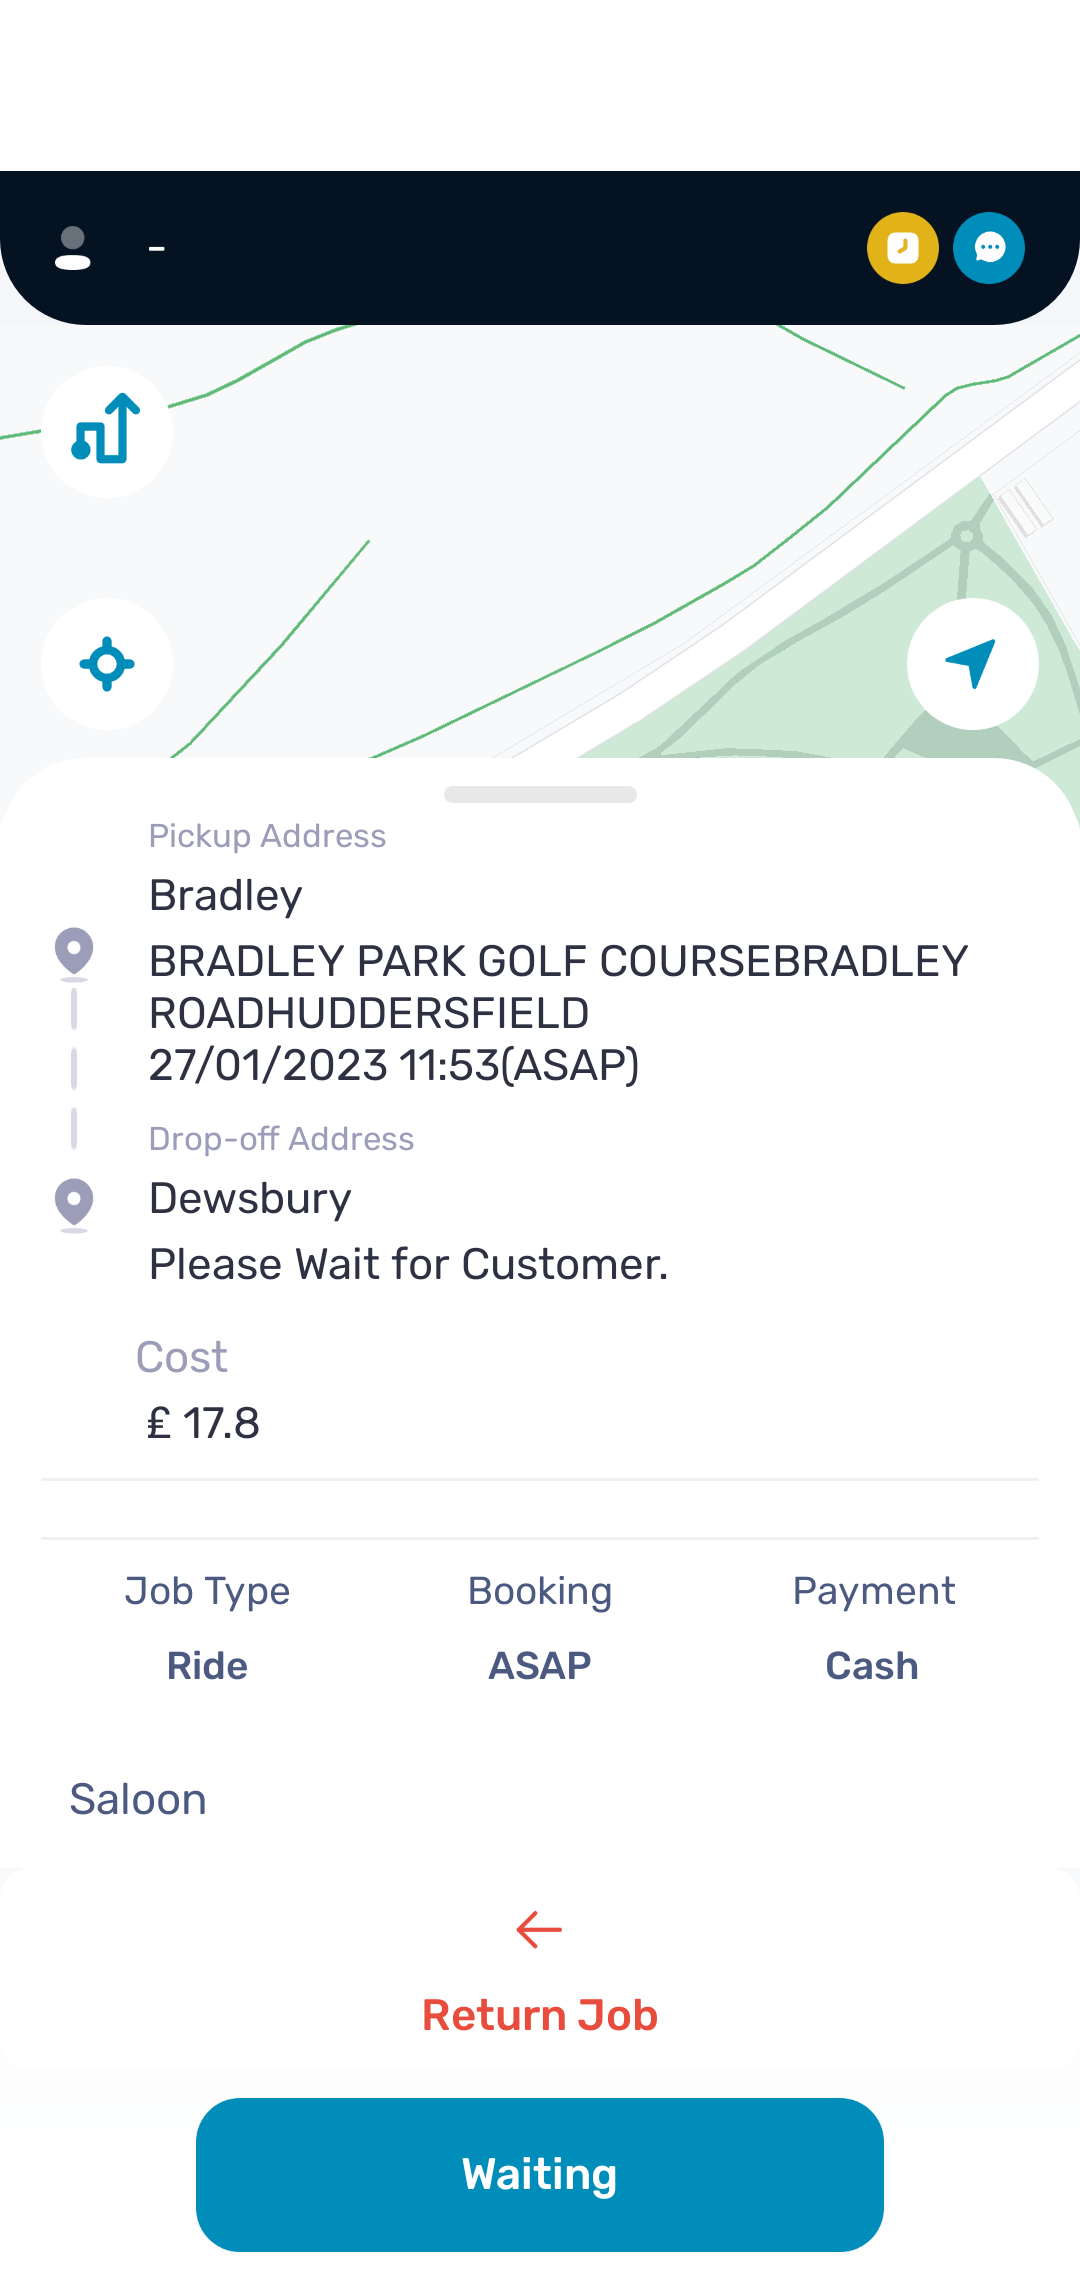 -
Pickup Address
Bradley
BRADLEY PARK GOLF COURSEBRADLEY
ROADHUDDERSFIELD
27/01/2023 11:53(ASAP)
Drop-off Address
Dewsbury
Please Wait for Customer.
Cost
£ 17.8
Job Type Booking Payment
Ride ASAP Cash
Saloon
Return Job
Waiting